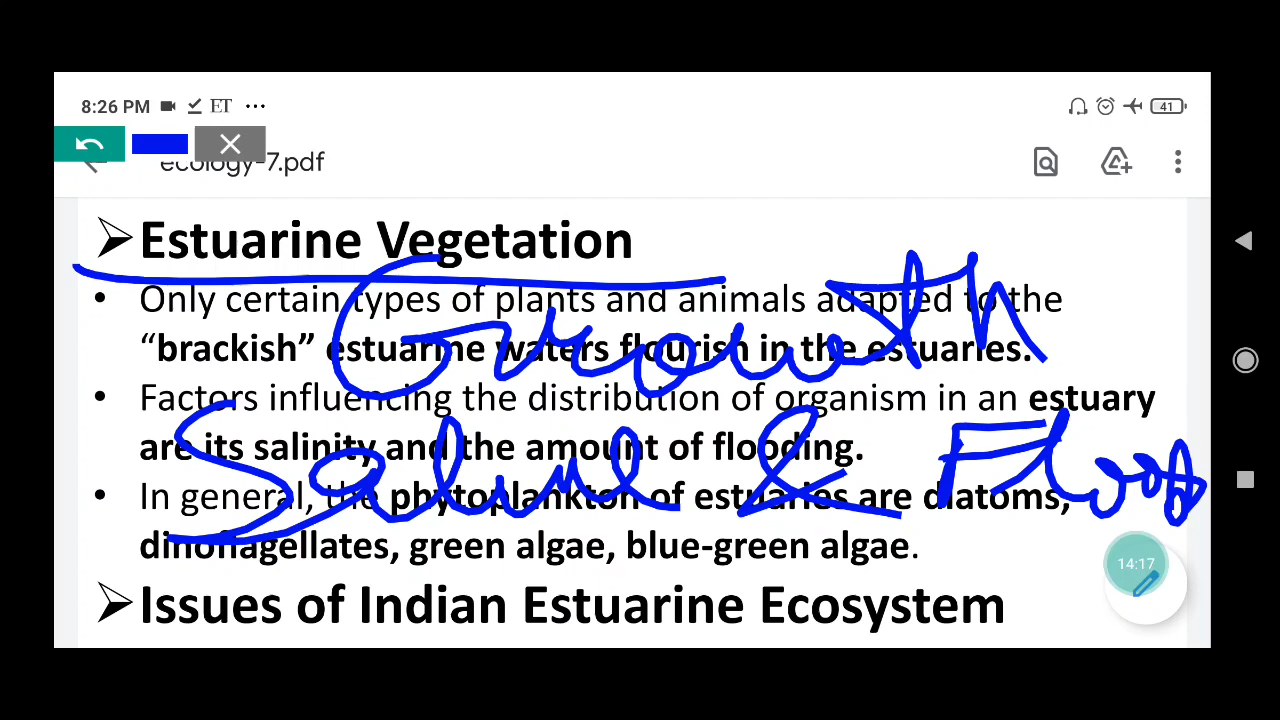 8:26 PM ET ... 41
ecology-7.pdf
➢Estuarine Vegetation
• Only certain types of plants and animals adapted to the
“brackish” estuarine waters flourish in the estuaries.
Growth
• Factors influencing the distribution of organism in an estuary
are its salinity and the amount of flooding.
Saline & Flood
• In general, the phytoplankton of estuaries are diatoms,
dinoflagellates, green algae, blue-green algae.
14:17
➢Issues of Indian Estuarine Ecosystem